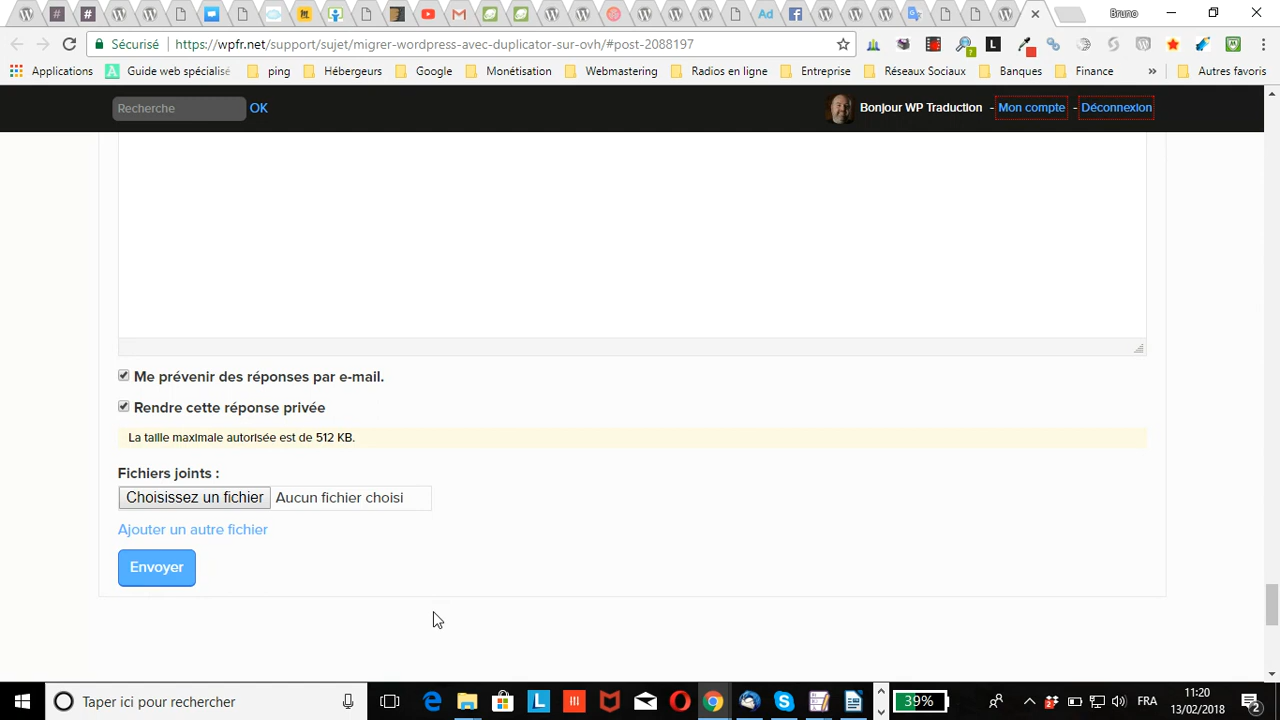 Bruno
Sécurisé
https://wpfr.net/support/sujet/migrer-wordpress-avec-duplicator-sur-ovh/#post-2088197
Applications Guide web spécialisé ping Hébergeurs Google Monétisation Webmastering Radios en ligne Entreprise Réseaux Sociaux Banques Finance » Autres favoris
Recherche OK Bonjour WP Traduction - Mon compte - Déconnexion
Me prévenir des réponses par e-mail.
Rendre cette réponse privée
La taille maximale autorisée est de 512 KB.
Fichiers joints :
Choisissez un fichier Aucun fichier choisi
Ajouter un autre fichier
Envoyer
Taper ici pour rechercher
39%
FRA
11:20
13/02/2018